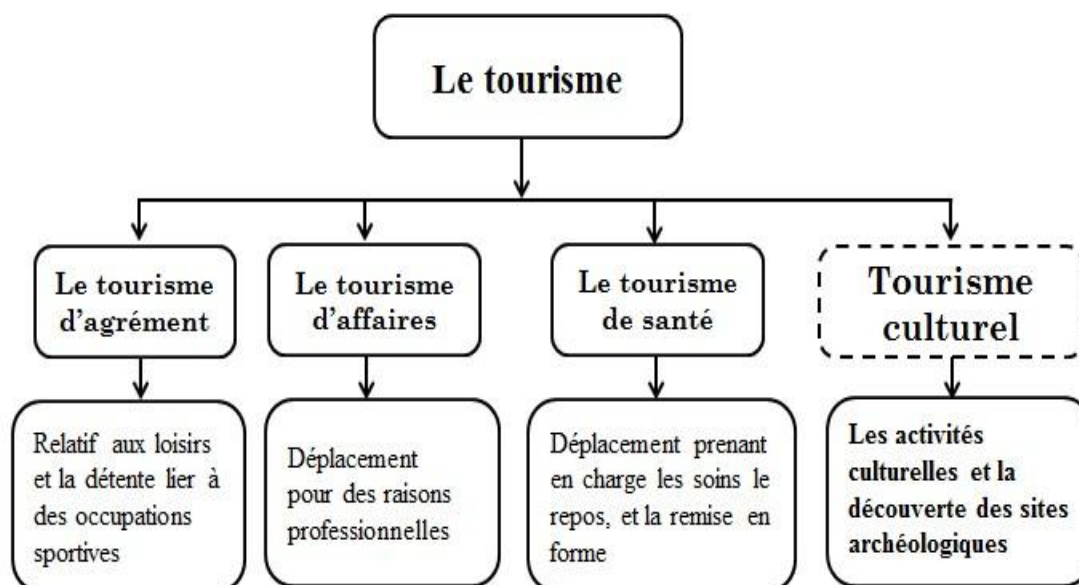 Le tourisme
Le tourisme
d'agrément
Le tourisme
d'affaires
Le tourisme
de santé
Tourisme
culturel
Relatif aux loisirs
et la détente lier à
des occupations
sportives
Déplacement
pour des raisons
professionnelles
Déplacement prenant
en charge les soins le
repos, et la remise en
forme
Les activités
culturelles et la
découverte des sites
archéologiques